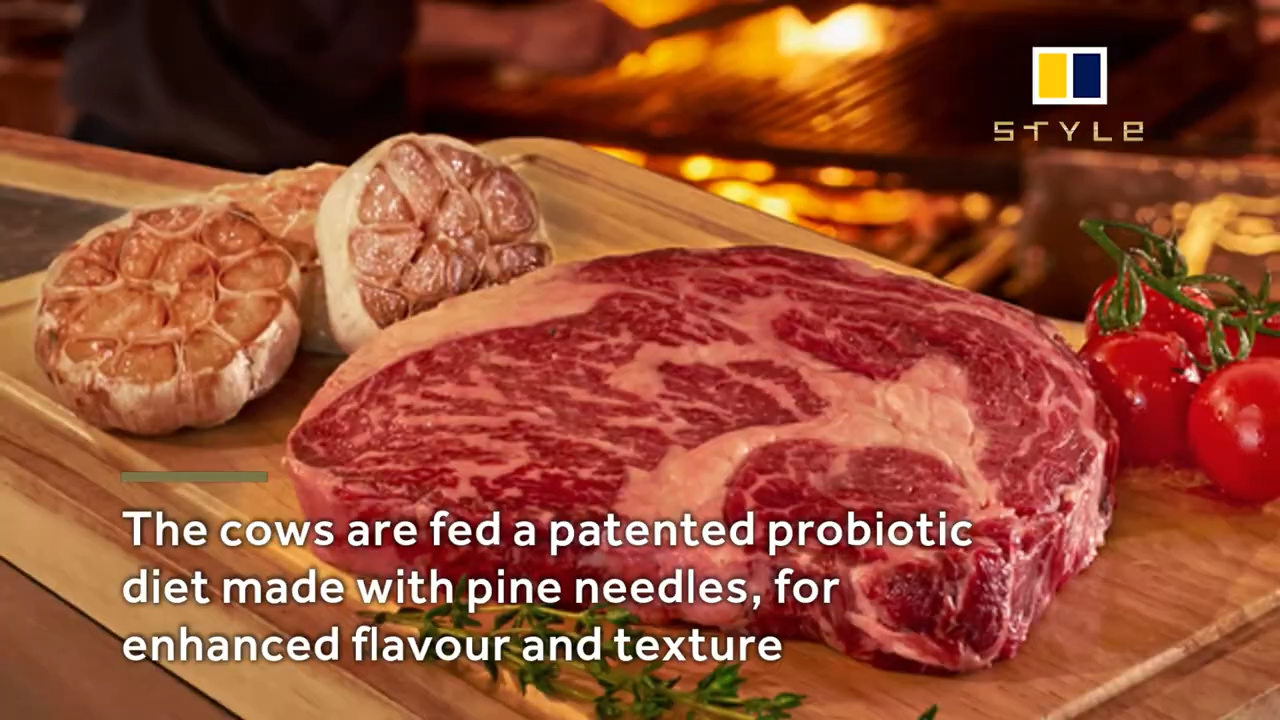 STYLE
The cows are fed a patented probiotic
diet made with pine needles, for
enhanced flavour and texture